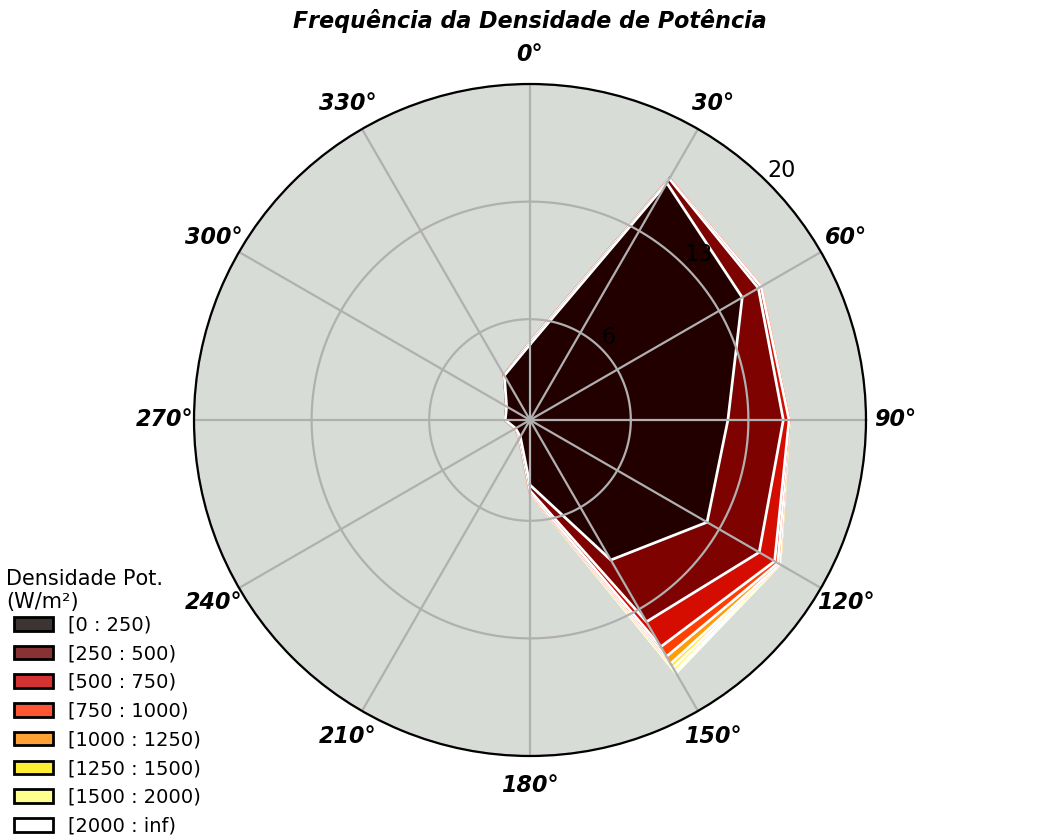 Frequência da Densidade de Potência
0°
330°
30°
20
300°
60°
13
6
270°
90°
240°
120°
210°
150°
180°
Densidade Pot.
(W/m²)
[0 : 250)
[250 : 500)
[500 : 750)
[750 : 1000)
[1000 : 1250)
[1250 : 1500)
[1500 : 2000)
[2000 : inf)